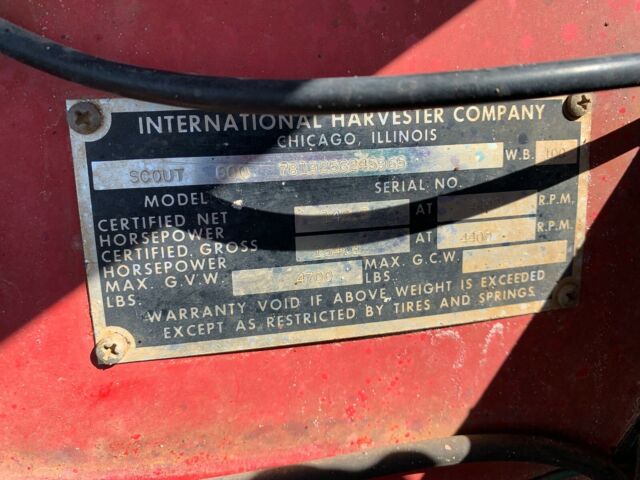 INTERNATIONAL HARVESTER COMPANY
CHICAGO, ILLINOIS
SCOUT 800 W.B. 100
MODEL SERIAL NO.
CERTIFIED NET HORSEPOWER AT R.P.M.
CERTIFIED GROSS HORSEPOWER AT 4400 R.P.M.
MAX. G.V.W. LBS. 4700 MAX. G.C.W. LBS.
WARRANTY VOID IF ABOVE WEIGHT IS EXCEEDED
EXCEPT AS RESTRICTED BY TIRES AND SPRINGS.